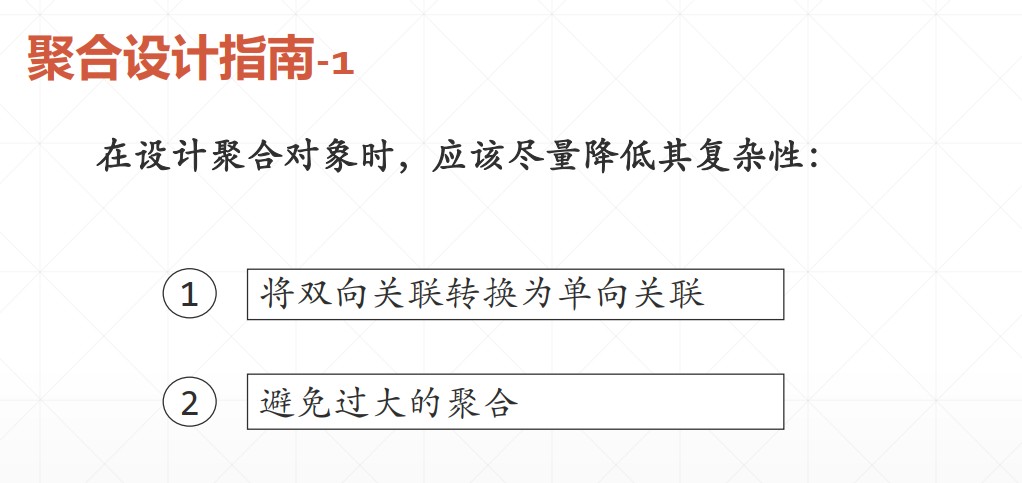 聚合设计指南-1
在设计聚合对象时，应该尽量降低其复杂性：
1 将双向关联转换为单向关联
2 避免过大的聚合